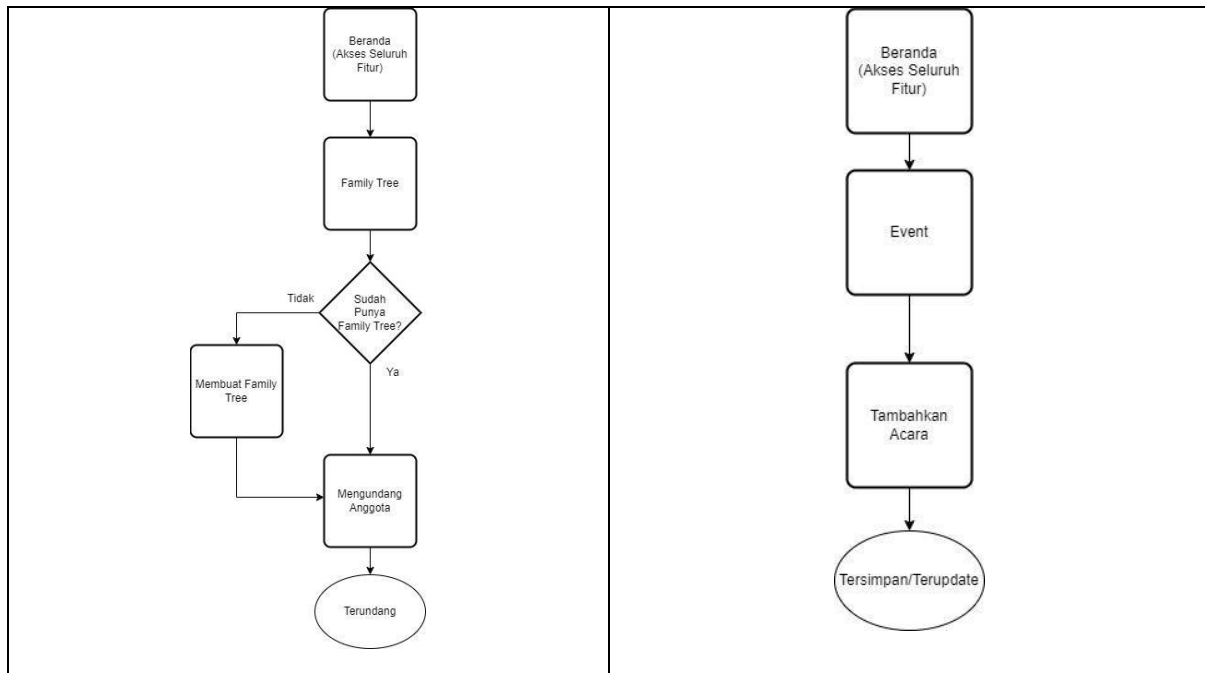 Beranda
(Akses Seluruh
Fitur)
Family Tree
Sudah
Punya
Family Tree?
Tidak
Ya
Membuat Family
Tree
Mengundang
Anggota
Terundang
Beranda
(Akses Seluruh
Fitur)
Event
Tambahkan
Acara
Tersimpan/Terupdate